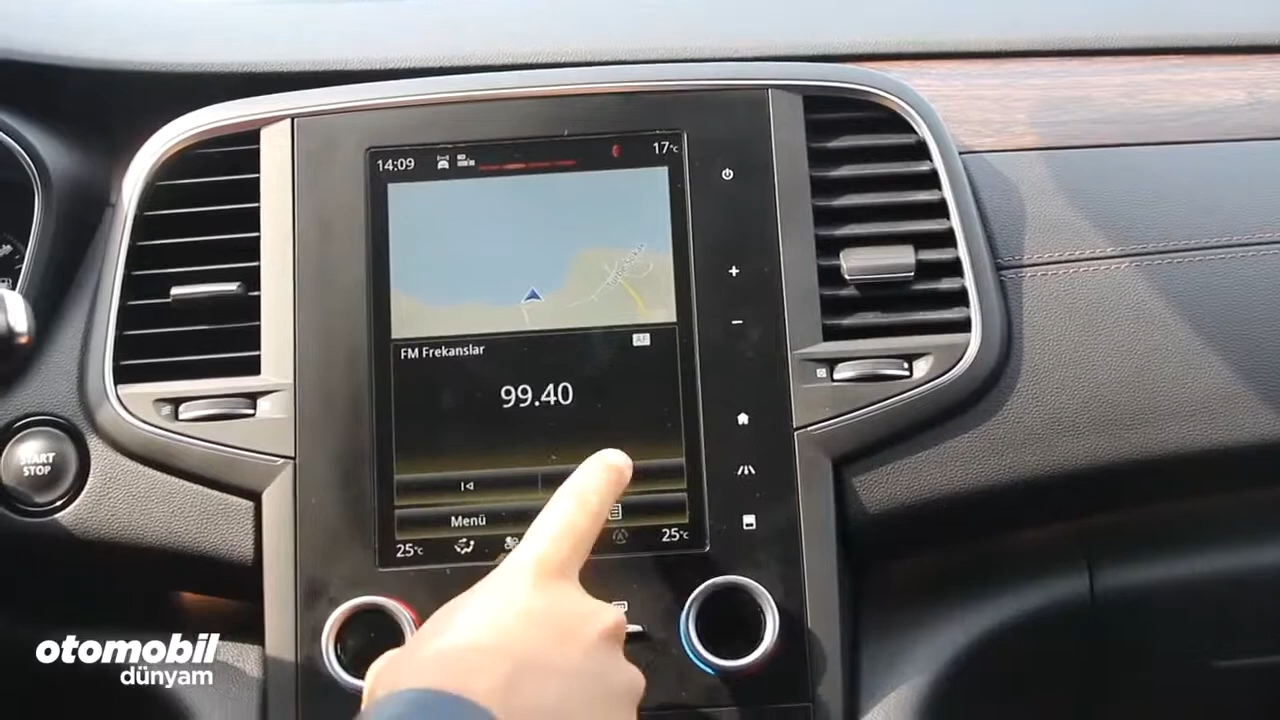 14:09
17°c
FM Frekanslar
AF
99.40
Menü
25°c
25°c
START
STOP
otomobil
dünyam